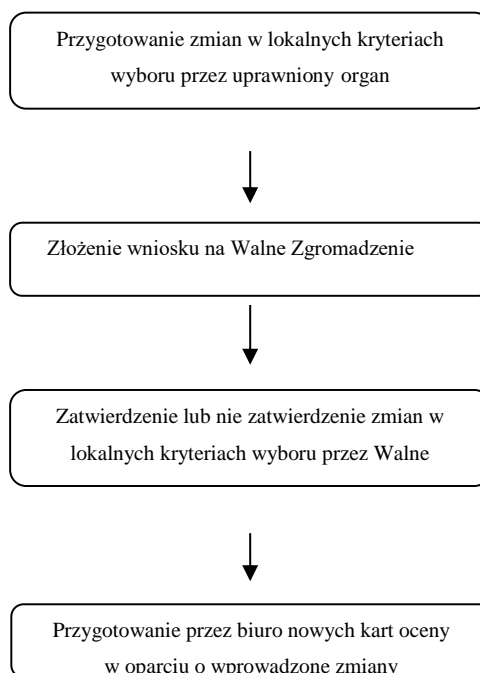 Przygotowanie zmian w lokalnych kryteriach
wyboru przez uprawniony organ
Złożenie wniosku na Walne Zgromadzenie
Zatwierdzenie lub nie zatwierdzenie zmian w
lokalnych kryteriach wyboru przez Walne
Przygotowanie przez biuro nowych kart oceny
w oparciu o wprowadzone zmiany